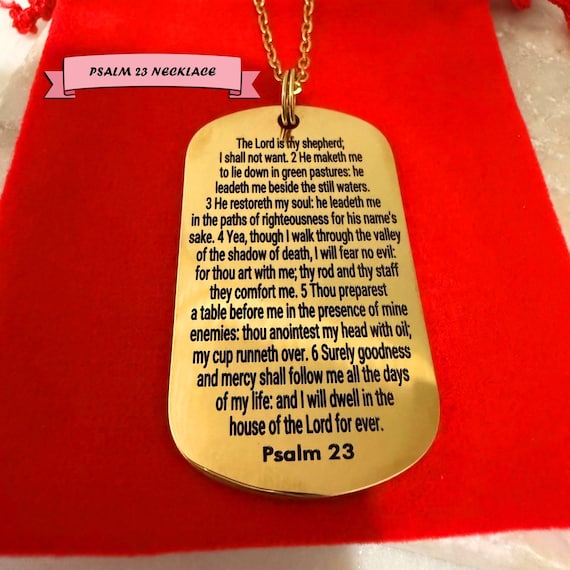 PSALM 23 NECKLACE
The Lord is thy shepherd;
I shall not want. 2 He maketh me
to lie down in green pastures: he
leadeth me beside the still waters.
3 He restoreth my soul: he leadeth me
in the paths of righteousness for his name's
sake. 4 Yea, though I walk through the valley
of the shadow of death, I will fear no evil:
for thou art with me; thy rod and thy staff
they comfort me. 5 Thou preparest
a table before me in the presence of mine
enemies: thou anointest my head with oil;
my cup runneth over. 6 Surely goodness
and mercy shall follow me all the days
of my life: and I will dwell in the
house of the Lord for ever.
Psalm 23